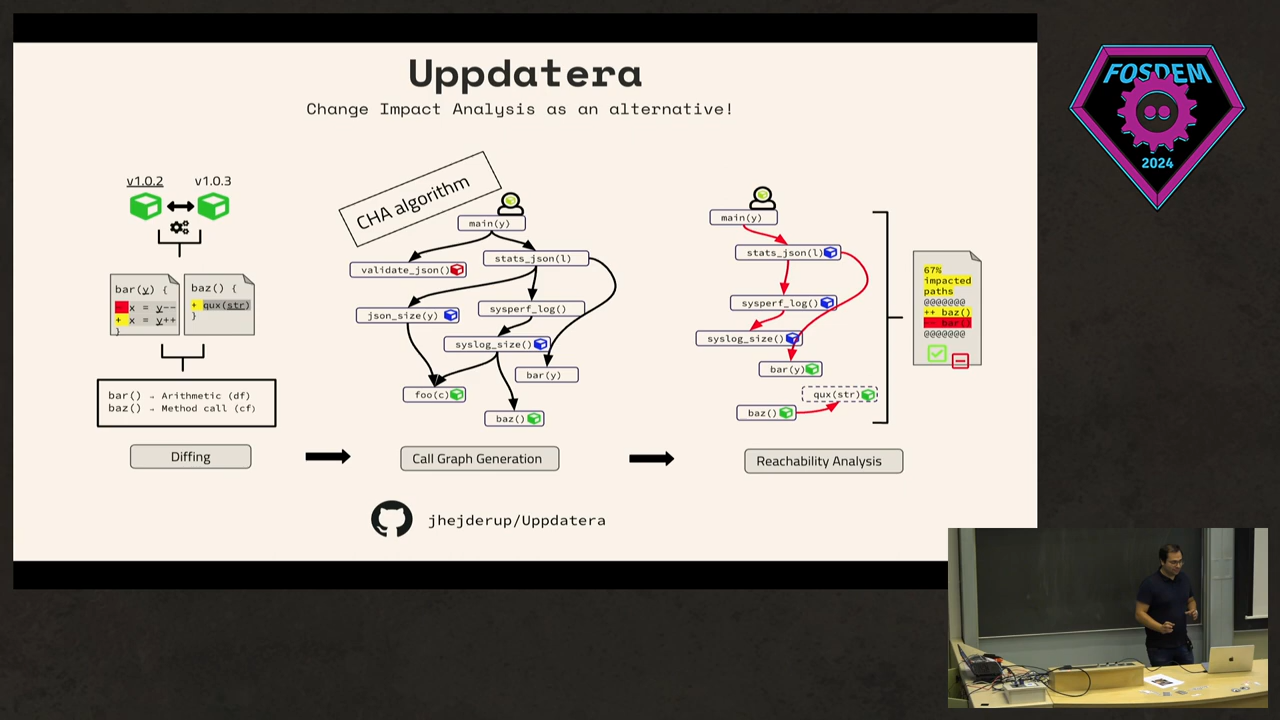 Uppdatera
Change Impact Analysis as an alternative!
v1.0.2
v1.0.3
bar(y) {
- x = y--
+ x = y++
}
baz() {
+ qux(str)
}
bar() → Arithmetic (df)
baz() → Method call (cf)
Diffing
CHA algorithm
main(y)
validate_json()
stats_json(l)
json_size(y)
sysperf_log()
syslog_size()
bar(y)
foo(c)
baz()
Call Graph Generation
main(y)
stats_json(l)
sysperf_log()
syslog_size()
bar(y)
qux(str)
baz()
Reachability Analysis
67%
impacted
paths
@@@@@@@
++ baz()
-- bar()
@@@@@@@
jhejderup/Uppdatera
FOSDEM
2024